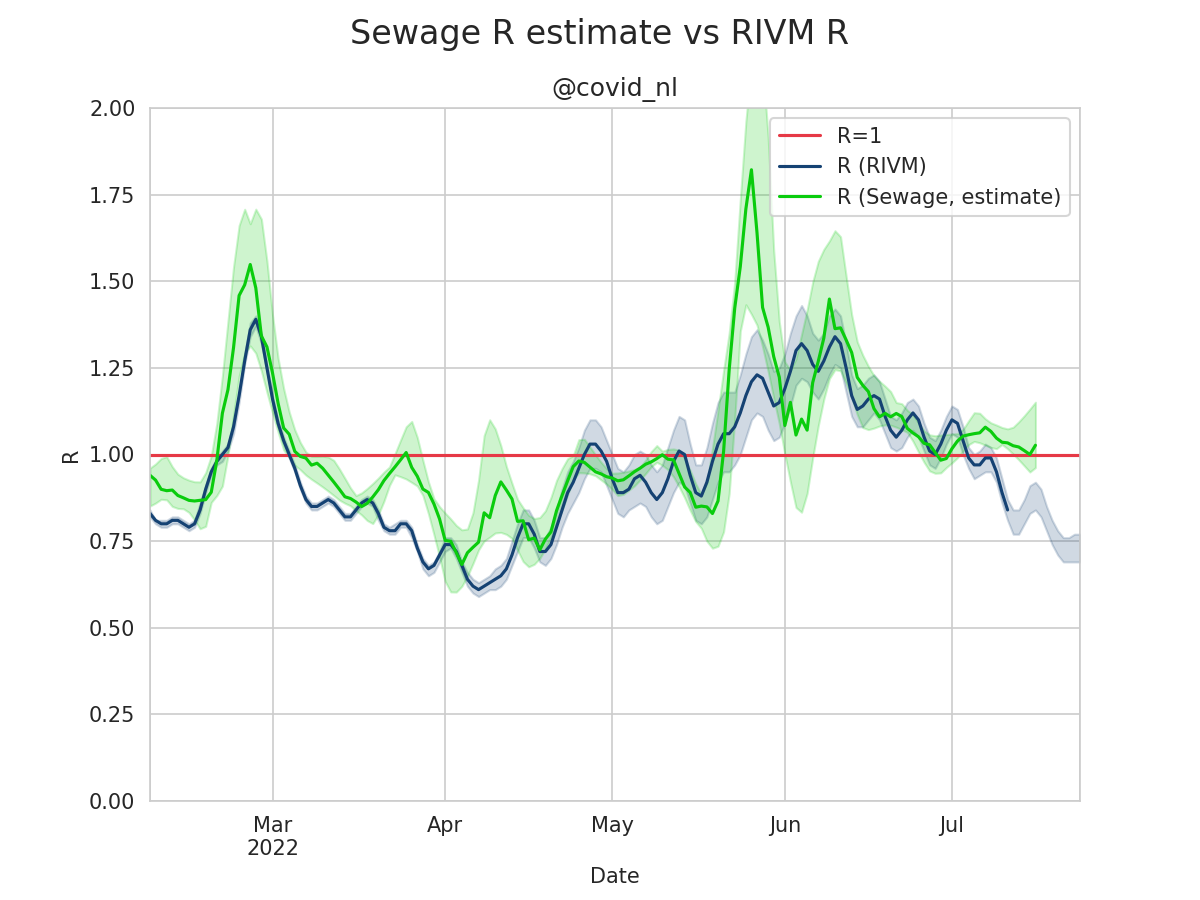 Sewage R estimate vs RIVM R
@covid_nl
R=1
R (RIVM)
R (Sewage, estimate)
2.00
1.75
1.50
1.25
1.00
0.75
0.50
0.25
0.00
R
Mar
2022
Apr
May
Jun
Jul
Date